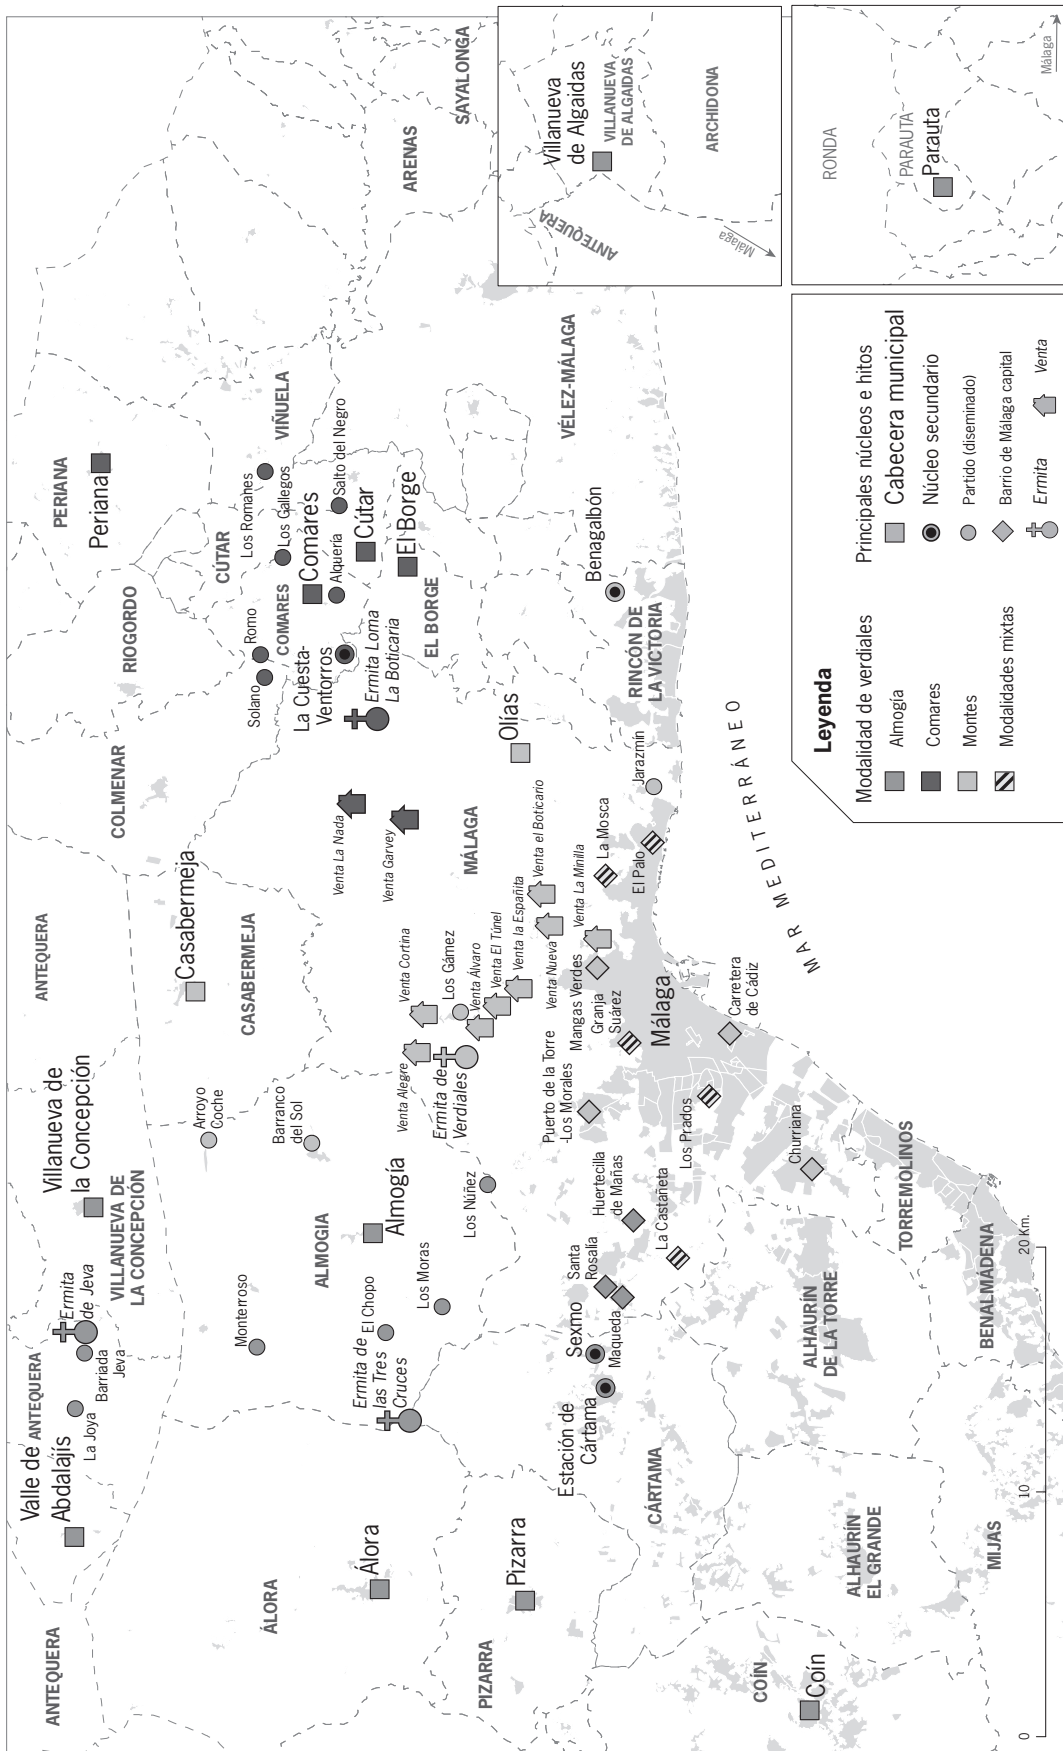 ANTEQUERA
Valle de
Abdalajís
ANTEQUERA
La Joya
Barriada
Jeva
Ermita
de Jeva
Villanueva de
la Concepción
VILLANUEVA DE
LA CONCEPCIÓN
ANTEQUERA
COLMENAR
RIOGORDO
PERIANA
Periana
Casabermeja
CASABERMEJA
Arroyo
Coche
Barranco
del Sol
Monterroso
ALMOGIA
Almogía
ÁLORA
Álora
Ermita de
las Tres
Cruces
El Chopo
Los Moras
Los Núñez
Solano
Romo
COMARES
CÚTAR
Los Romahes
Los Gallegos
VIÑUELA
Comares
Alquería
Salto del Negro
Cútar
El Borge
EL BORGE
La Cuesta-
Ventorros
Ermita Loma
La Boticaria
Venta La Nada
Venta Garvey
MÁLAGA
Olías
Venta Alegre
Venta Cortina
Ermita de
Verdiales
Los Gámez
Venta Álvaro
Venta El Túnel
Venta la Españita
Venta Nueva
Venta el Boticario
Venta La Minilla
SAYALONGA
ARENAS
VÉLEZ-MÁLAGA
Benagalbón
RINCÓN DE
LA VICTORIA
PIZARRA
Pizarra
Estación de
Cártama
Sexmo
Maqueda
Santa
Rosalía
Huertecilla
de Mañas
La Castañeta
Puerto de la Torre
-Los Morales
Mangas Verdes
Granja
Suárez
Málaga
Los Prados
Carretera
de Cádiz
Churriana
La Mosca
El Palo
Jarazmín
CÁRTAMA
COÍN
Coín
ALHAURÍN
EL GRANDE
ALHAURÍN
DE LA TORRE
TORREMOLINOS
BENALMÁDENA
MIJAS
MAR MEDITERRÁNEO
0
10
20 Km.
Villanueva
de Algaidas
VILLANUEVA
DE ALGAIDAS
ANTEQUERA
ARCHIDONA
Málaga
RONDA
PARAUTA
Parauta
Málaga
Leyenda
Modalidad de verdiales
Almogía
Comares
Montes
Modalidades mixtas
Principales núcleos e hitos
Cabecera municipal
Núcleo secundario
Partido (diseminado)
Barrio de Málaga capital
Ermita
Venta